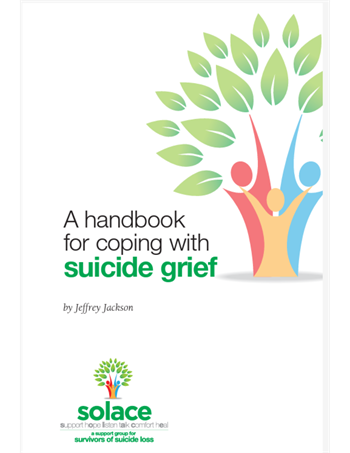 A handbook
for coping with
suicide grief
by Jeffrey Jackson
solace
support hope listen talk comfort heal
a support group for
survivors of suicide loss